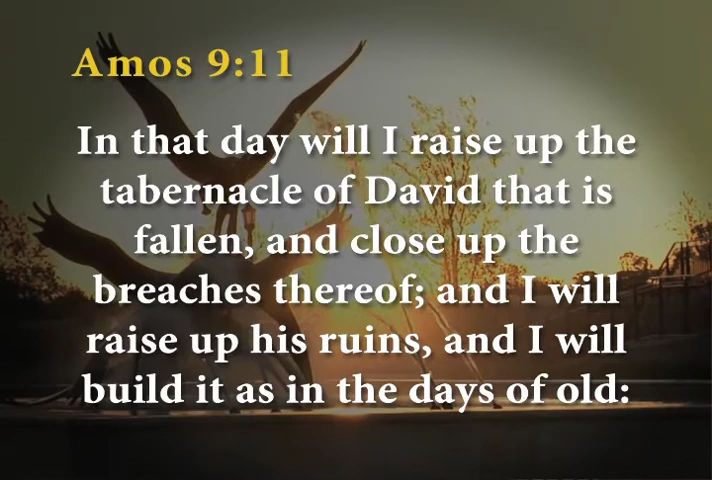 Amos 9:11
In that day will I raise up the
tabernacle of David that is
fallen, and close up the
breaches thereof; and I will
raise up his ruins, and I will
build it as in the days of old: